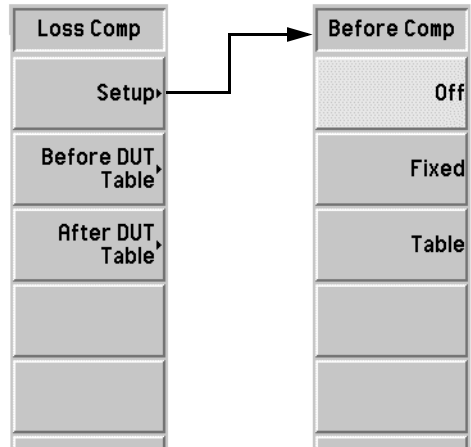 Loss Comp
Setup
Before DUT
Table
After DUT
Table
Before Comp
Off
Fixed
Table